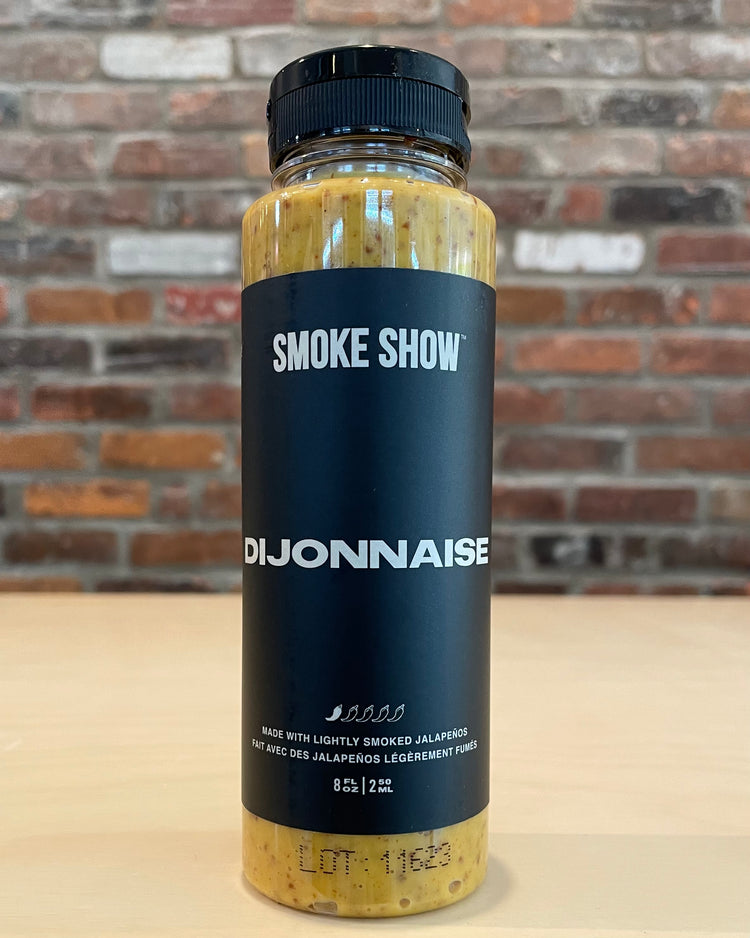 SMOKE SHOW™
DIJONNAISE
MADE WITH LIGHTLY SMOKED JALAPEÑOS
FAIT AVEC DES JALAPEÑOS LÉGÈREMENT FUMÉS
8 FL OZ | 250 ML
LOT: 11623